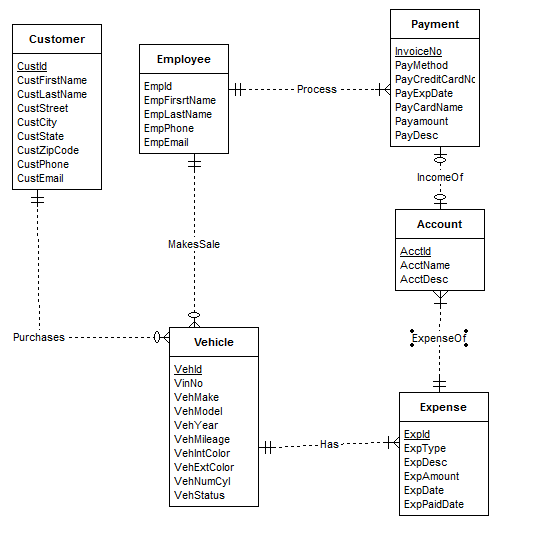 Customer
CustId
CustFirstName
CustLastName
CustStreet
CustCity
CustState
CustZipCode
CustPhone
CustEmail
Employee
EmpId
EmpFirsrtName
EmpLastName
EmpPhone
EmpEmail
Process
Payment
InvoiceNo
PayMethod
PayCreditCardNo
PayExpDate
PayCardName
Payamount
PayDesc
IncomeOf
MakesSale
Account
AcctId
AcctName
AcctDesc
Purchases
ExpenseOf
Vehicle
VehId
VinNo
VehMake
VehModel
VehYear
VehMileage
VehIntColor
VehExtColor
VehNumCyl
VehStatus
Has
Expense
ExpId
ExpType
ExpDesc
ExpAmount
ExpDate
ExpPaidDate